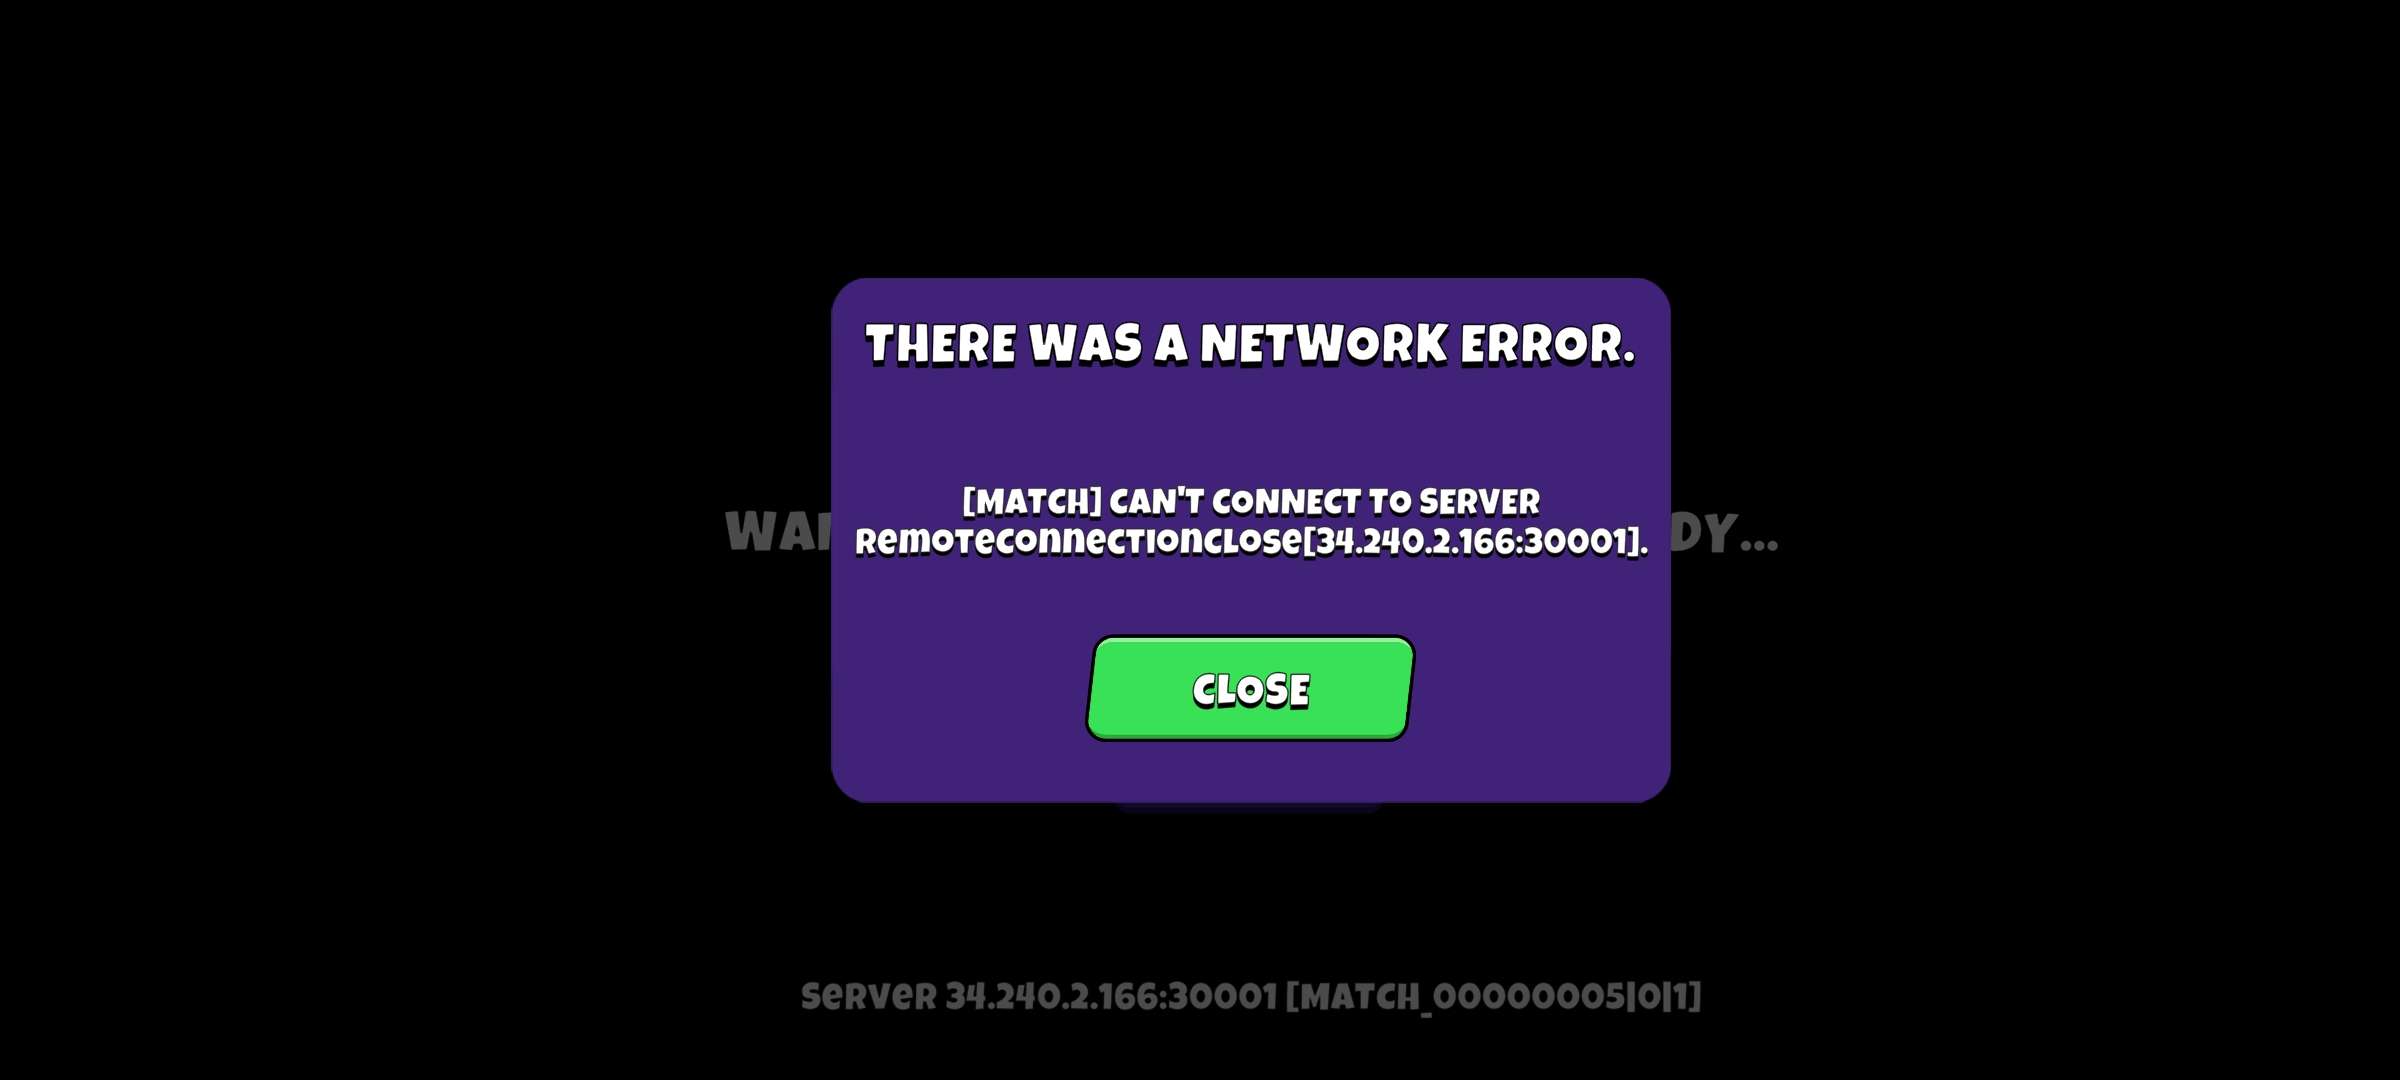 THERE WAS A NETWORK ERROR.
[MATCH] CAN'T CONNECT TO SERVER
RemoteConnectionClose[34.240.2.166:30001].
CLOSE
Server 34.240.2.166:30001 [MATCH_00000005|0|1]